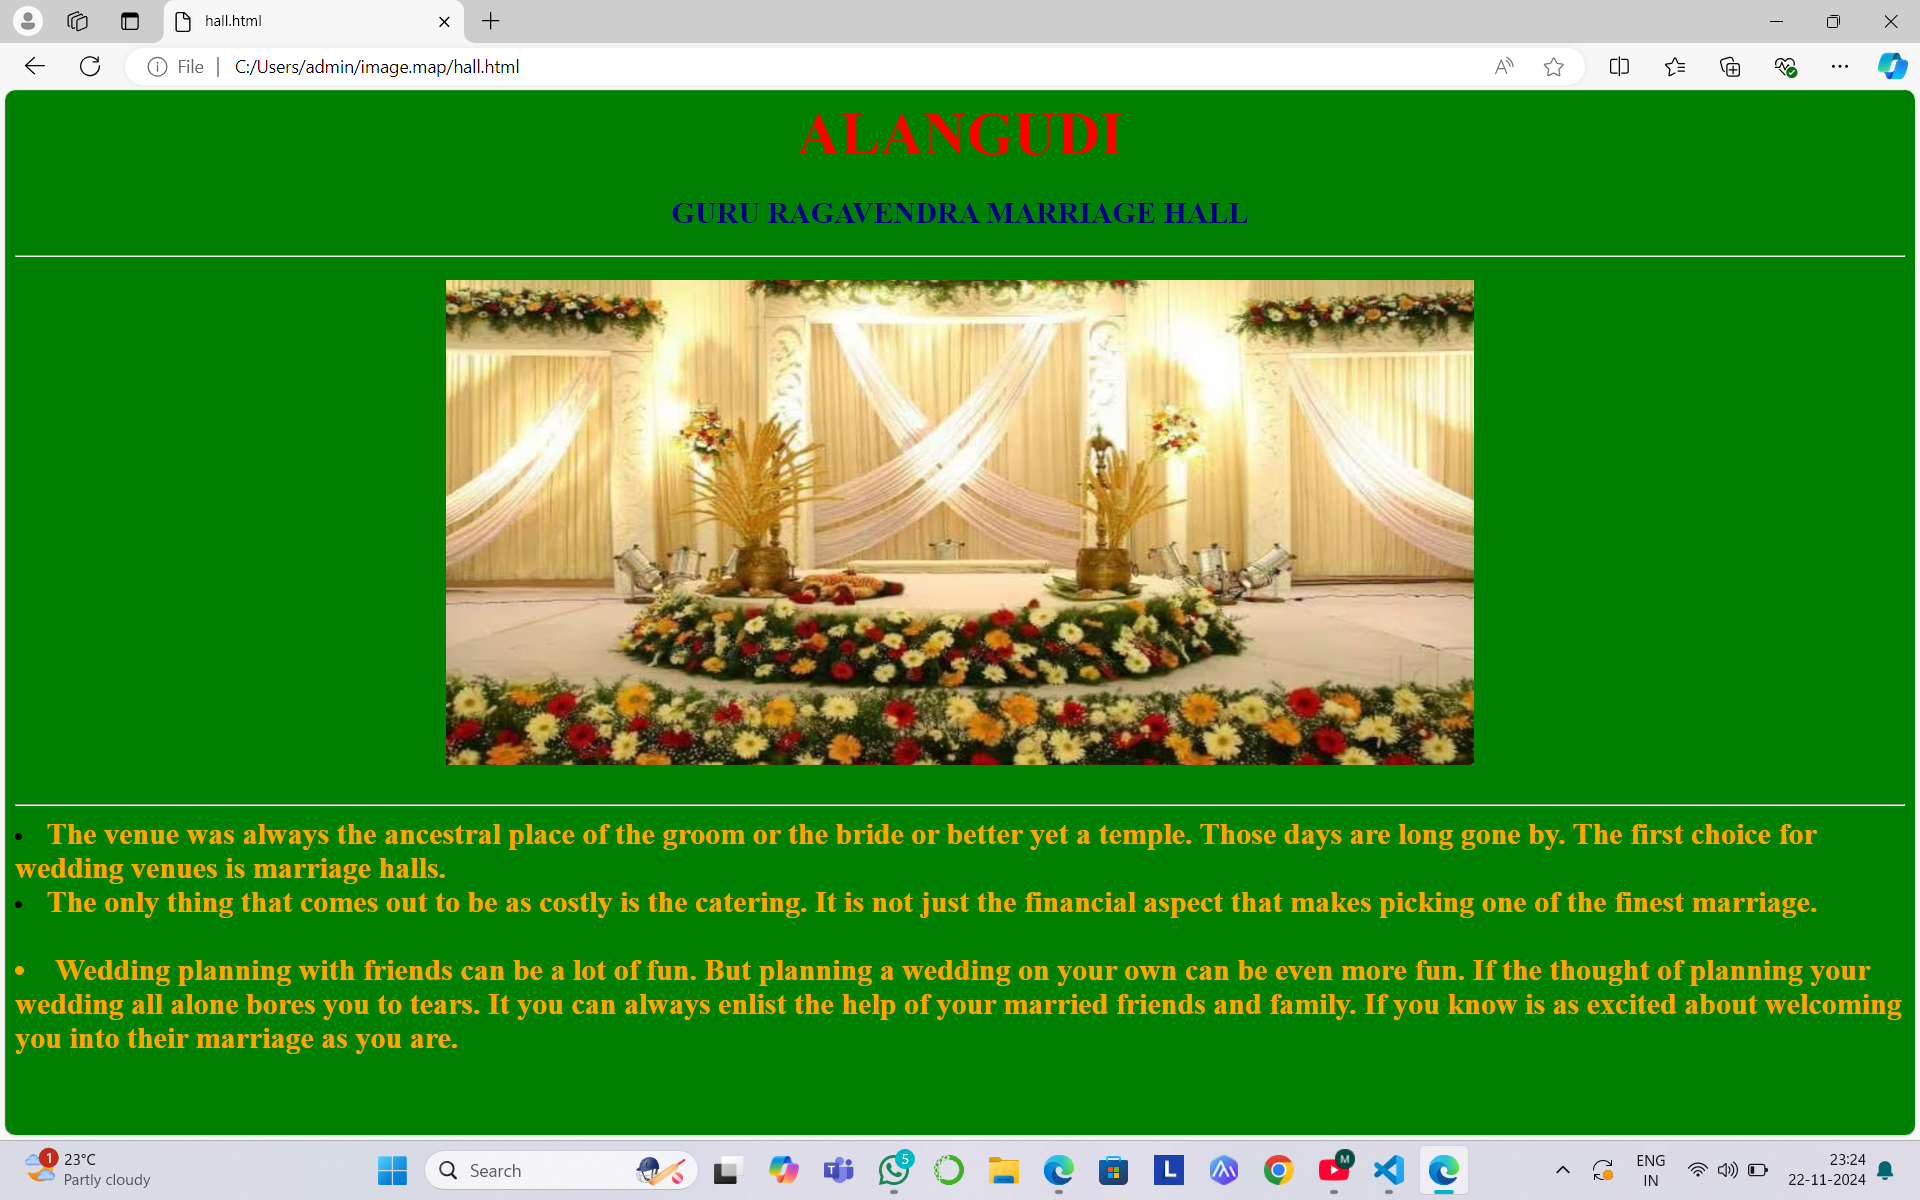 hall.html
File
C:/Users/admin/image.map/hall.html
ALANGUDI
GURU RAGAVENDRA MARRIAGE HALL
The venue was always the ancestral place of the groom or the bride or better yet a temple. Those days are long gone by. The first choice for
wedding venues is marriage halls.
The only thing that comes out to be as costly is the catering. It is not just the financial aspect that makes picking one of the finest marriage.
Wedding planning with friends can be a lot of fun. But planning a wedding on your own can be even more fun. If the thought of planning your
wedding all alone bores you to tears. It you can always enlist the help of your married friends and family. If you know is as excited about welcoming
you into their marriage as you are.
1
23°C
Partly cloudy
Search
5
L
M
ENG
IN
23:24
22-11-2024